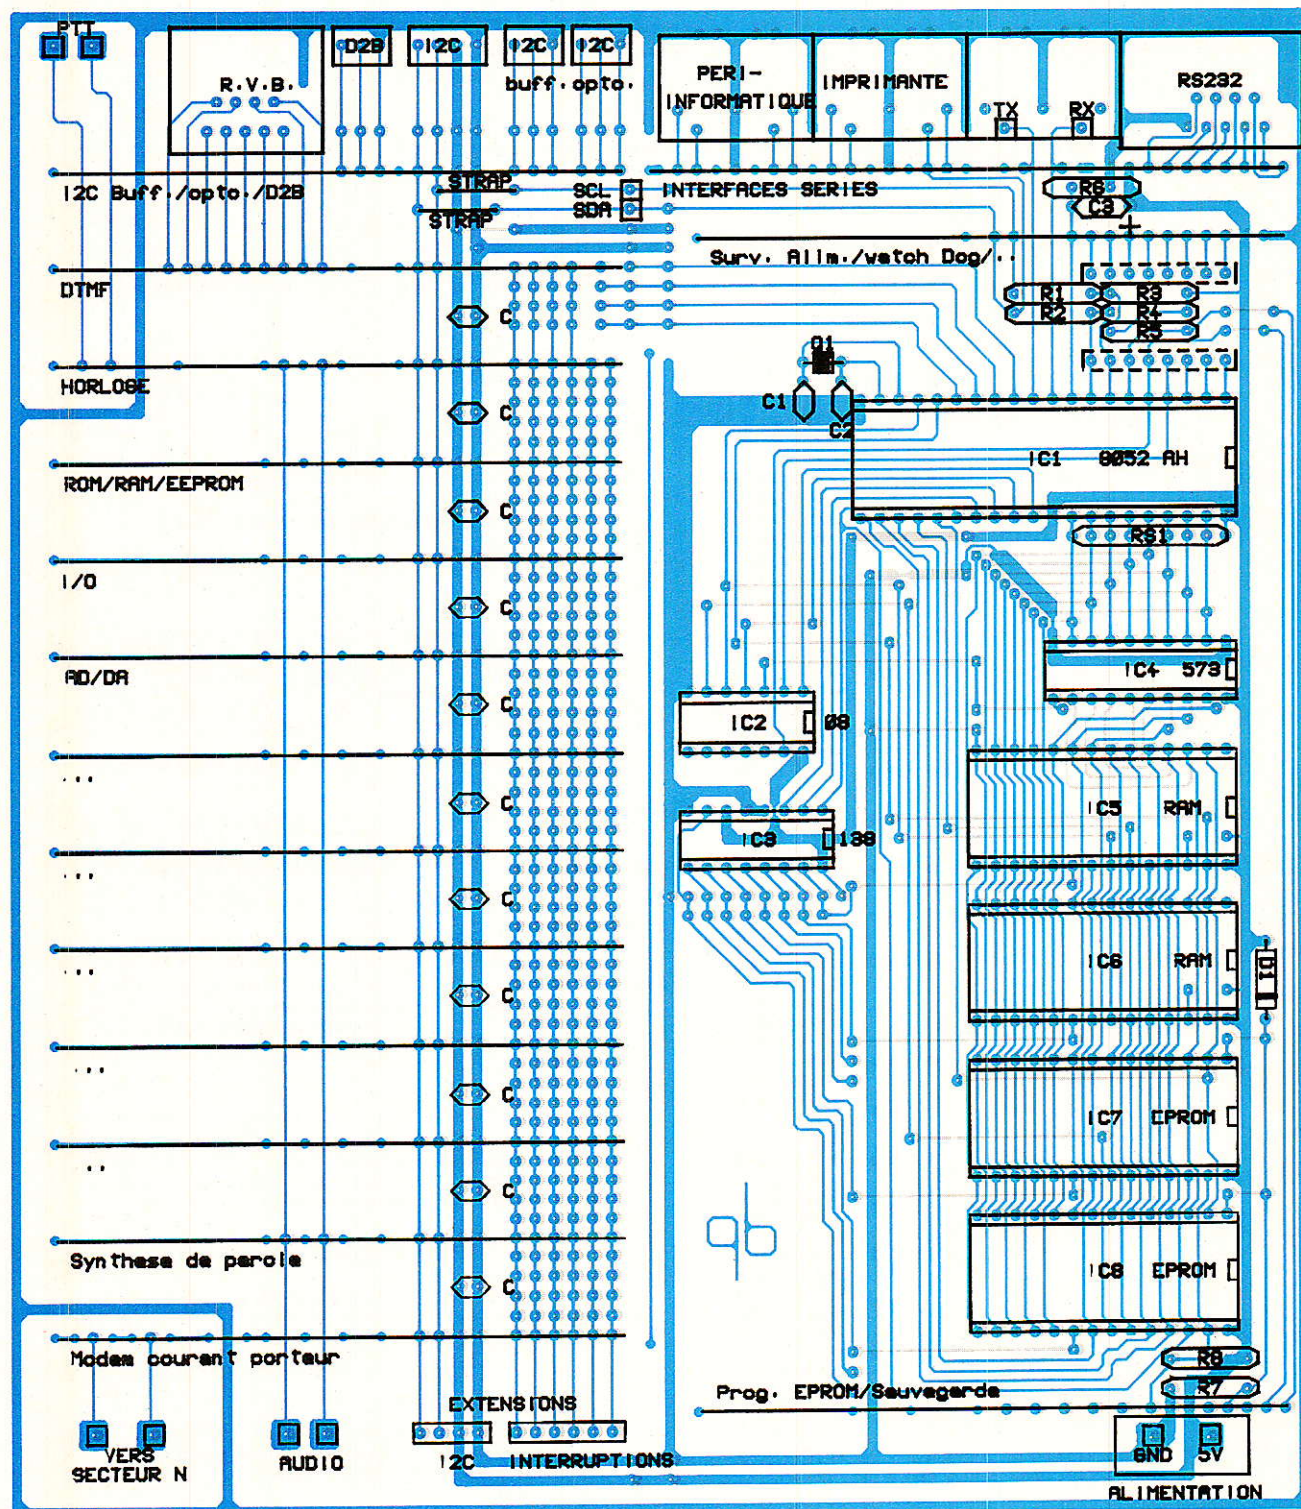 PTT
R.V.B.
D2B
I2C
I2C
I2C
buff.opto.
PERI-
INFORMATIQUE
IMPRIMANTE
TX
RX
RS232
I2C Buff./opto./D2B
STRAP
STRAP
SCL
SDA
INTERFACES SERIES
R6
C3
+
Surv. Alim./watch Dog/..
DTMF
C
R1
R3
R2
R4
R5
Q1
HORLOGE
C
C1
C2
IC1 8052 AH
ROM/RAM/EEPROM
C
RS1
I/O
C
AD/DA
IC4 573
C
IC2 08
...
C
IC5 RAM
IC3 138
...
C
...
IC6 RAM
D1
C
...
C
IC7 EPROM
..
C
Synthese de parole
IC8 EPROM
C
Modem courant porteur
R8
R7
Prog. EPROM/Sauvegarde
EXTENSIONS
VERS
SECTEUR N
AUDIO
I2C
INTERRUPTIONS
GND
5V
ALIMENTATION